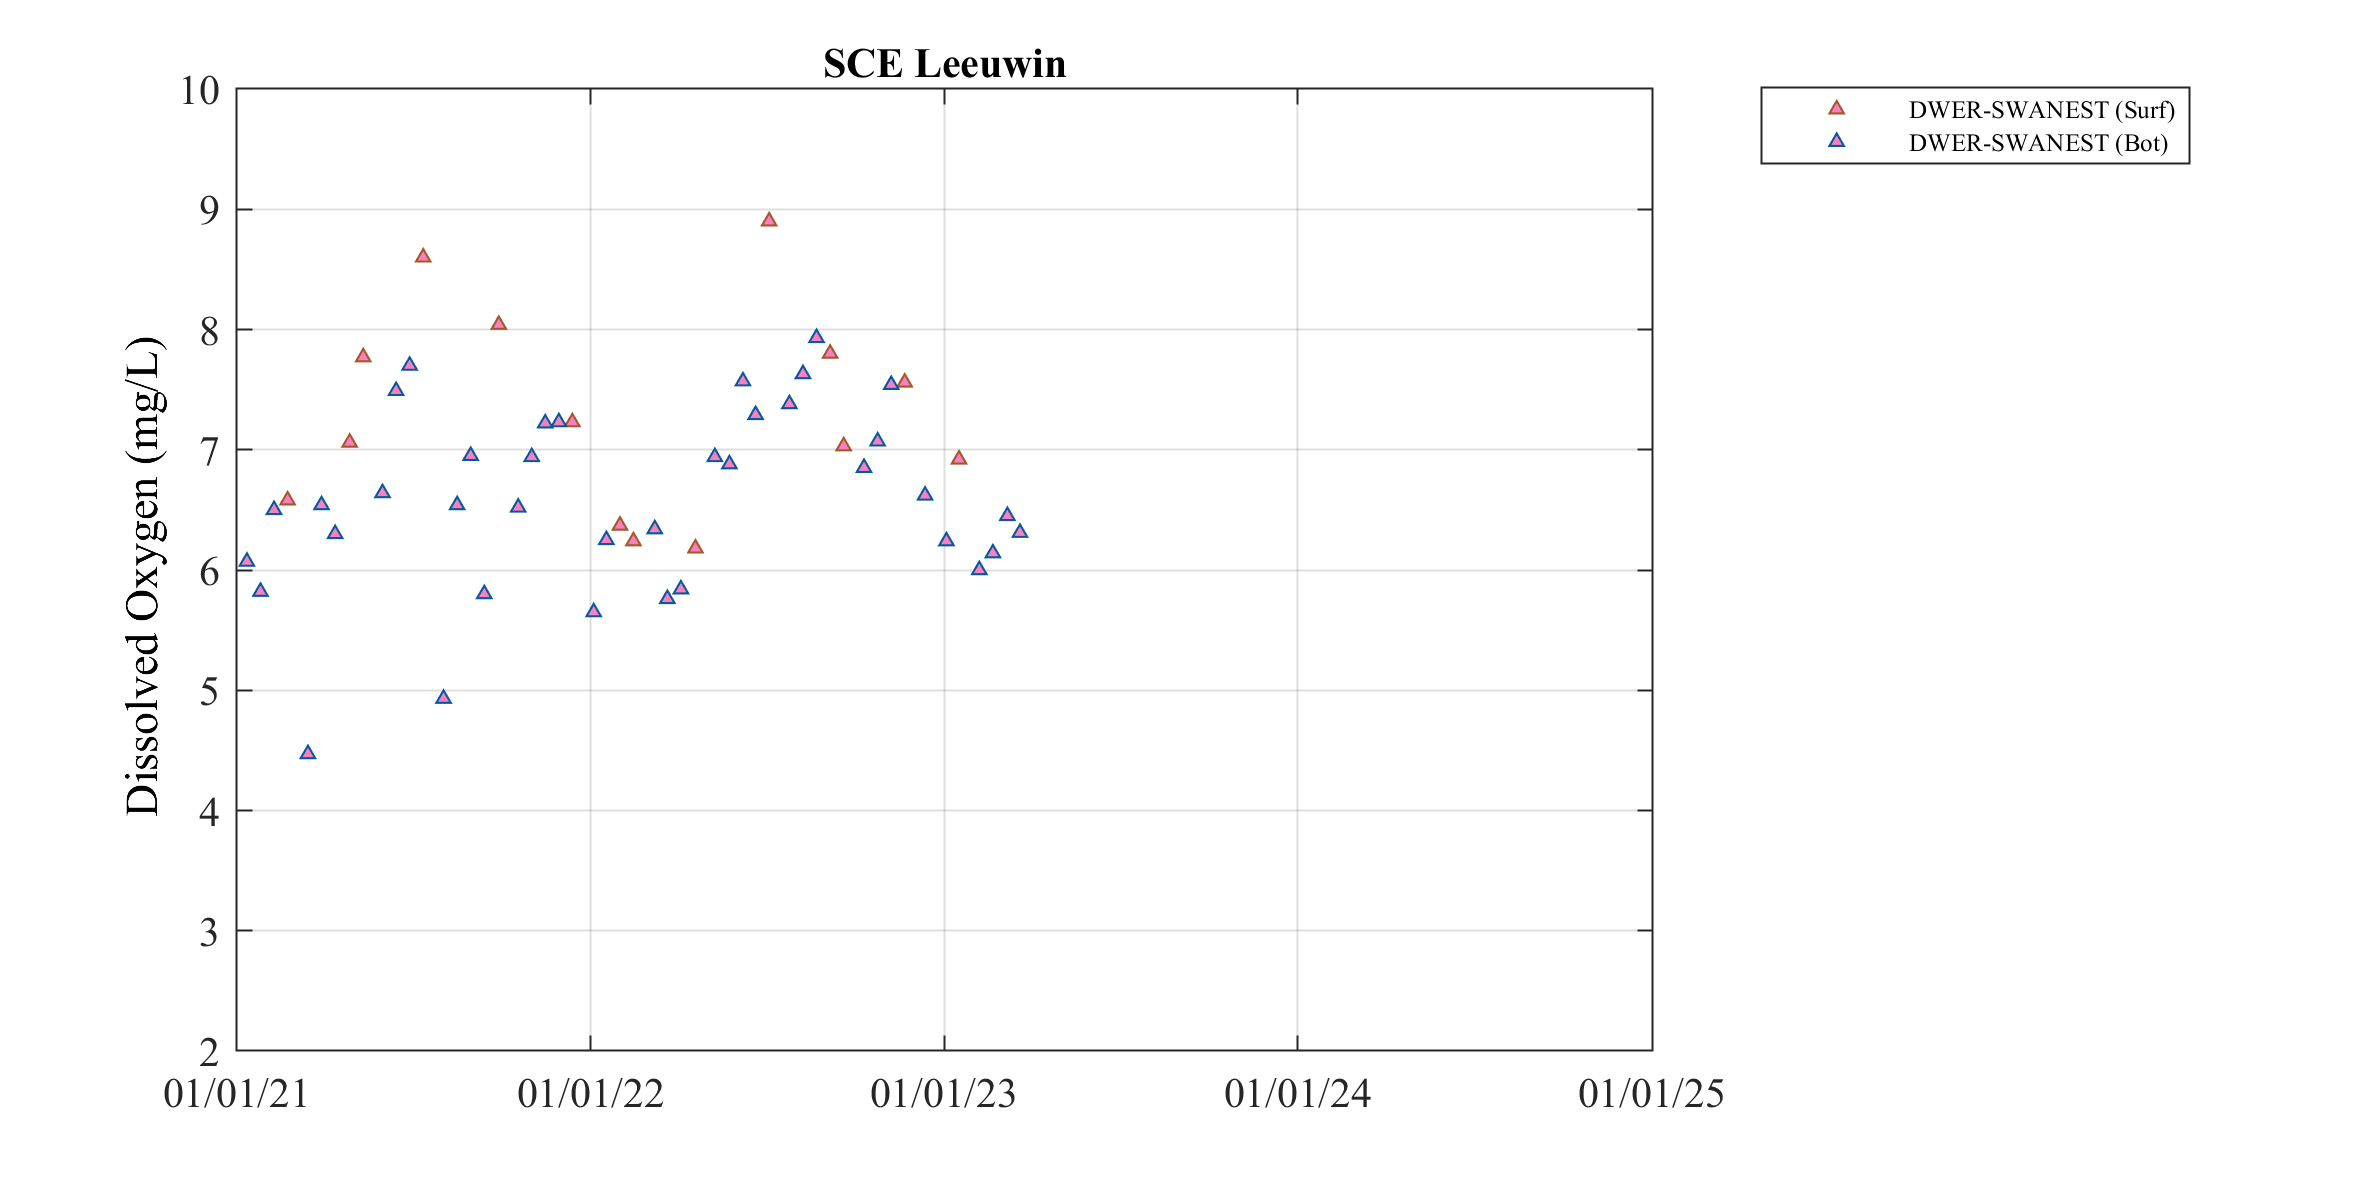 SCE Leeuwin
10
9
8
7
6
5
4
3
2
Dissolved Oxygen (mg/L)
01/01/21 01/01/22 01/01/23 01/01/24 01/01/25
DWER-SWANEST (Surf)
DWER-SWANEST (Bot)